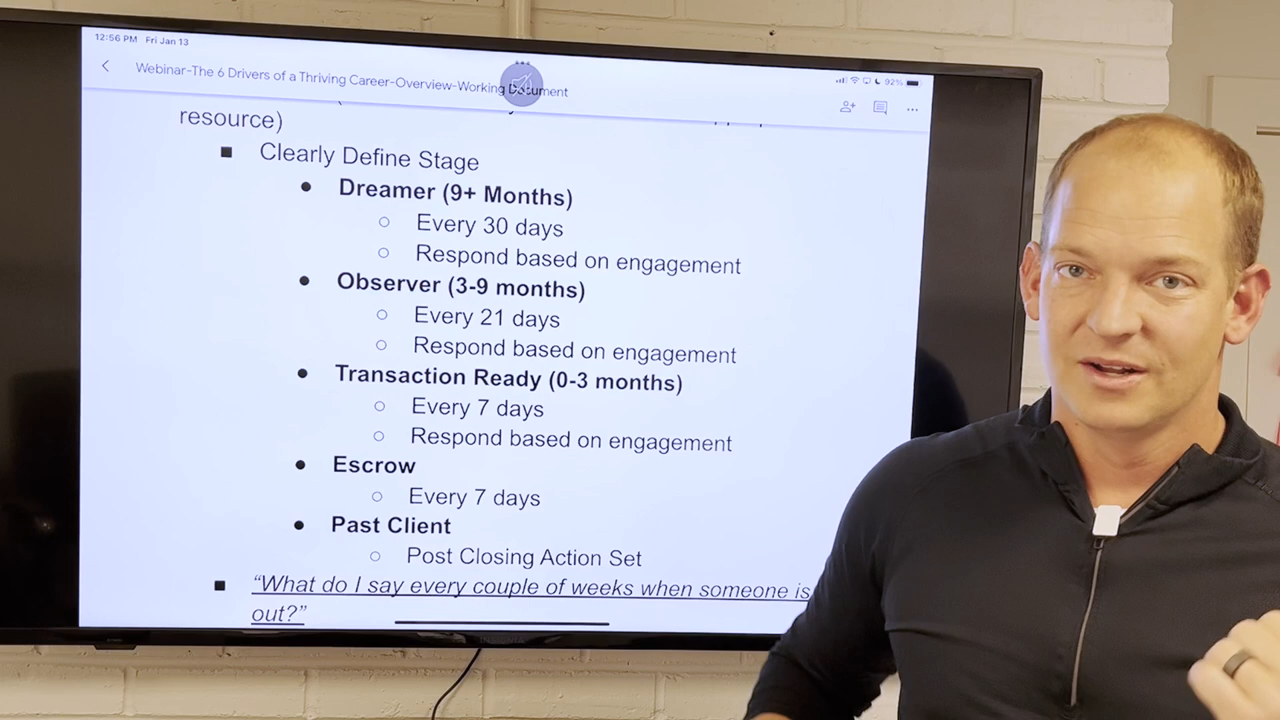 12:56 PM Fri Jan 13
92%
Webinar-The 6 Drivers of a Thriving Career-Overview-Working Document
resource)
Clearly Define Stage
Dreamer (9+ Months)
Every 30 days
Respond based on engagement
Observer (3-9 months)
Every 21 days
Respond based on engagement
Transaction Ready (0-3 months)
Every 7 days
Respond based on engagement
Escrow
Every 7 days
Past Client
Post Closing Action Set
“What do I say every couple of weeks when someone is
out?”